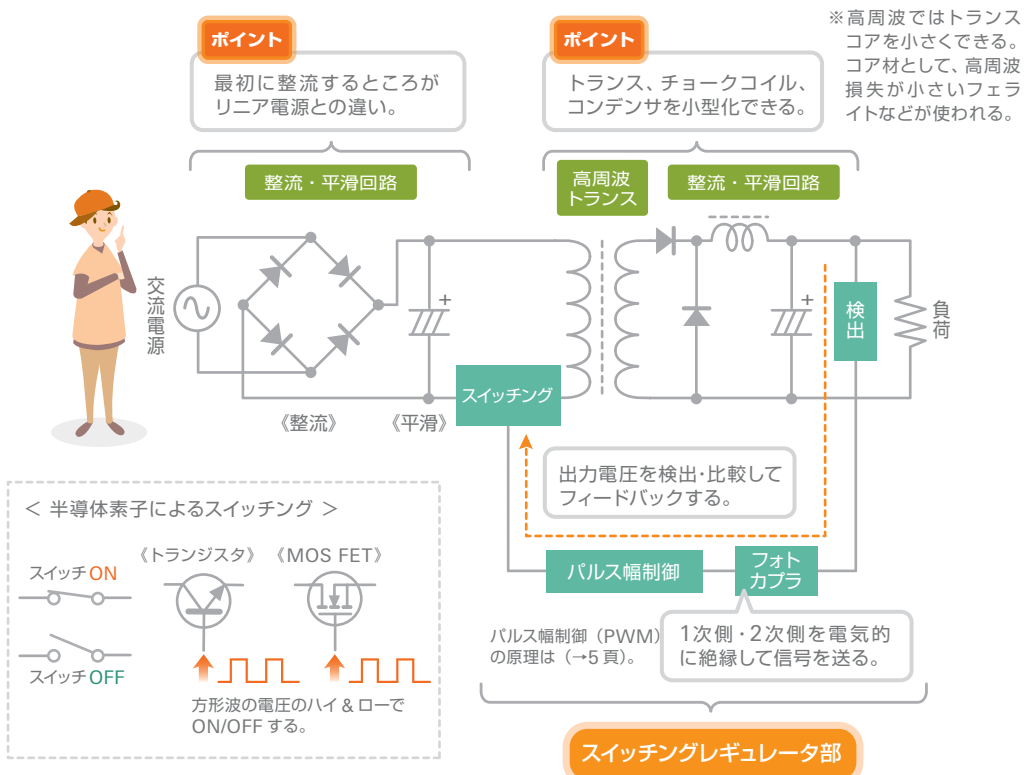 ポイント
最初に整流するところが
リニア電源との違い。
ポイント
トランス、チョークコイル、
コンデンサを小型化できる。
※高周波ではトランス
コアを小さくできる。
コア材として、高周波
損失が小さいフェラ
イトなどが使われる。
整流・平滑回路
高周波
トランス
整流・平滑回路
交流電源
+
+
検出
負荷
スイッチング
《整流》
《平滑》
出力電圧を検出・比較して
フィードバックする。
パルス幅制御
フォト
カプラ
パルス幅制御（PWM）
の原理は（→5 頁）。
1次側・2次側を電気的
に絶縁して信号を送る。
スイッチングレギュレータ部
＜ 半導体素子によるスイッチング ＞
《トランジスタ》
《MOS FET》
スイッチON
スイッチOFF
方形波の電圧のハイ & ローで
ON/OFF する。